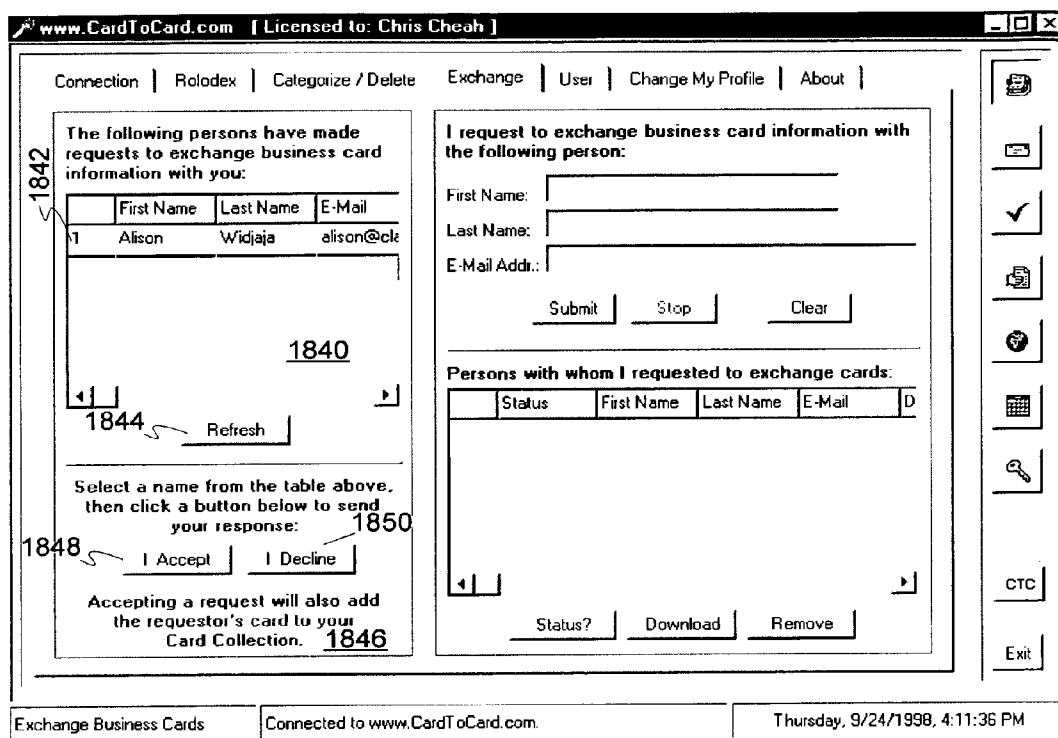 www.CardToCard.com [ Licensed to: Chris Cheah ]
Connection | Rolodex | Categorize / Delete Exchange | User | Change My Profile | About |
The following persons have made
requests to exchange business card
information with you:
1842
First Name Last Name E-Mail
1 Alison Widjaja alison@cla
1840
1844
Refresh
Select a name from the table above,
then click a button below to send
your response:
1850
1848
I Accept I Decline
Accepting a request will also add
the requestor's card to your
Card Collection. 1846
I request to exchange business card information with
the following person:
First Name:
Last Name:
E-Mail Addr.:
Submit Stop Clear
Persons with whom I requested to exchange cards:
Status First Name Last Name E-Mail D
Status? Download Remove
CTC
Exit
Exchange Business Cards Connected to www.CardToCard.com. Thursday, 9/24/1998, 4:11:36 PM